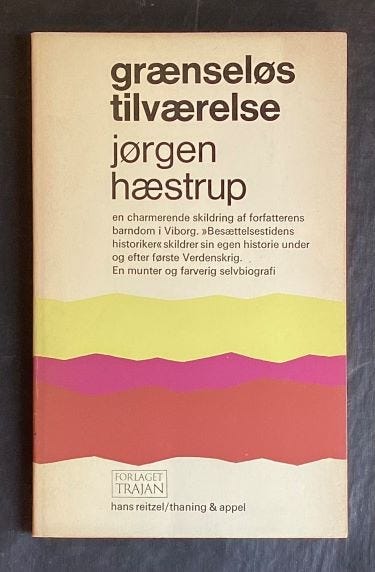 grænseløs
tilværelse
jørgen
hæstrup
en charmerende skildring af forfatterens
barndom i Viborg. »Besættelsestidens
historiker« skildrer sin egen historie under
og efter første Verdenskrig.
En munter og farverig selvbiografi
FORLAGET
TRAJAN
hans reitzel/thaning & appel